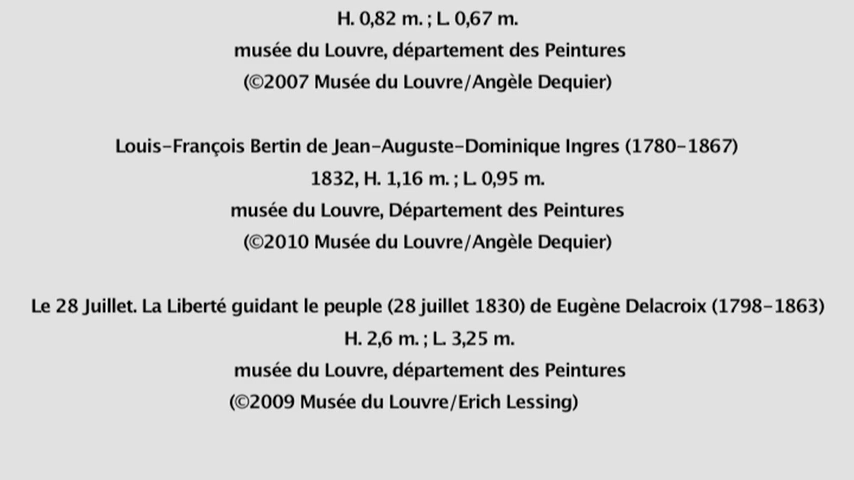 H. 0,82 m. ; L. 0,67 m.
musée du Louvre, département des Peintures
(©2007 Musée du Louvre/Angèle Dequier)
Louis-François Bertin de Jean-Auguste-Dominique Ingres (1780-1867)
1832, H. 1,16 m. ; L. 0,95 m.
musée du Louvre, Département des Peintures
(©2010 Musée du Louvre/Angèle Dequier)
Le 28 Juillet. La Liberté guidant le peuple (28 juillet 1830) de Eugène Delacroix (1798-1863)
H. 2,6 m. ; L. 3,25 m.
musée du Louvre, département des Peintures
(©2009 Musée du Louvre/Erich Lessing)